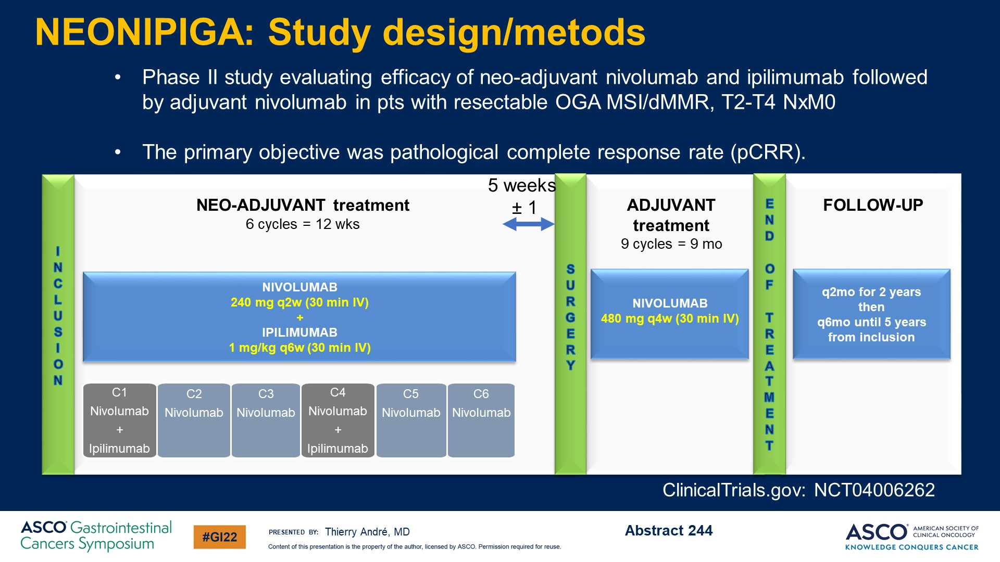 NEONIPIGA: Study design/metods
• Phase II study evaluating efficacy of neo-adjuvant nivolumab and ipilimumab followed
by adjuvant nivolumab in pts with resectable OGA MSI/dMMR, T2-T4 NxM0
• The primary objective was pathological complete response rate (pCRR).
INCLUSION
NEO-ADJUVANT treatment
6 cycles = 12 wks
5 weeks
± 1
NIVOLUMAB
240 mg q2w (30 min IV)
+
IPILIMUMAB
1 mg/kg q6w (30 min IV)
C1
Nivolumab
+
Ipilimumab
C2
Nivolumab
C3
Nivolumab
C4
Nivolumab
+
Ipilimumab
C5
Nivolumab
C6
Nivolumab
SURGERY
ADJUVANT
treatment
9 cycles = 9 mo
NIVOLUMAB
480 mg q4w (30 min IV)
END OF TREATMENT
FOLLOW-UP
q2mo for 2 years
then
q6mo until 5 years
from inclusion
ClinicalTrials.gov: NCT04006262
ASCO Gastrointestinal
Cancers Symposium
#GI22
PRESENTED BY: Thierry André, MD
Content of this presentation is the property of the author, licensed by ASCO. Permission required for reuse.
Abstract 244
ASCO AMERICAN SOCIETY OF
CLINICAL ONCOLOGY
KNOWLEDGE CONQUERS CANCER